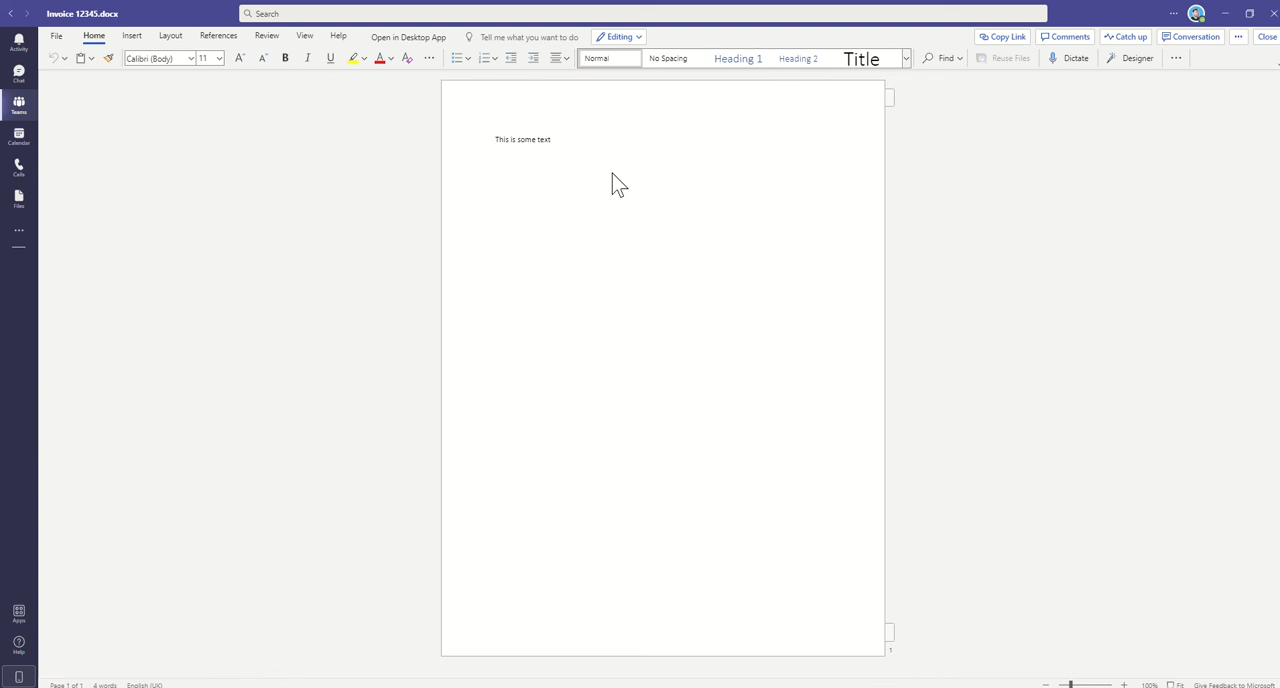 Invoice 12345.docx
Search
File Home Insert Layout References Review View Help Open in Desktop App Tell me what you want to do Editing Copy Link Comments Catch up Conversation Close
Calibri (Body) 11 B I U A Normal No Spacing Heading 1 Heading 2 Title Find Reuse Files Dictate Designer
Activity
Chat
Teams
Calendar
Calls
Files
This is some text
Apps
Help
1
Page 1 of 1 4 words English (UK) 100% Fit Give Feedback to Microsoft